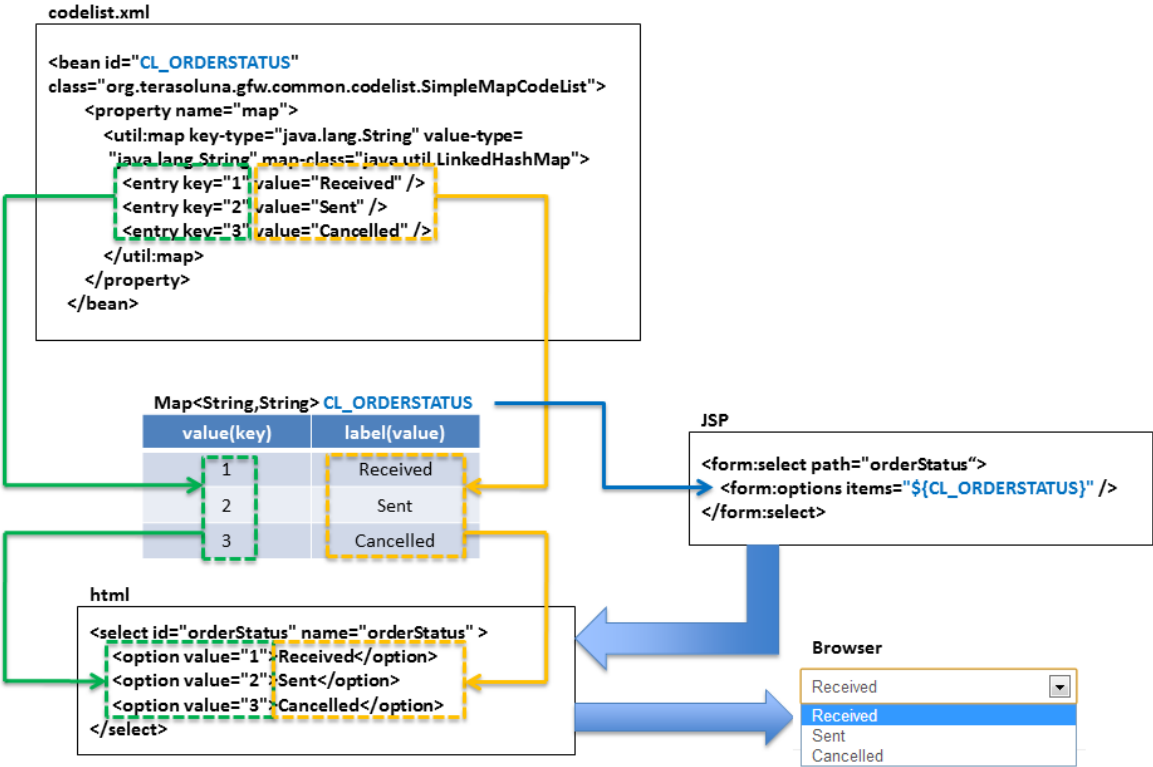 codelist.xml
<bean id="CL_ORDERSTATUS"
class="org.terasoluna.gfw.common.codelist.SimpleMapCodeList">
<property name="map">
<util:map key-type="java.lang.String" value-type=
"java.lang.String" map-class="java.util.LinkedHashMap">
<entry key="1" value="Received" />
<entry key="2" value="Sent" />
<entry key="3" value="Cancelled" />
</util:map>
</property>
</bean>
Map<String,String> CL_ORDERSTATUS
value(key) label(value)
1 Received
2 Sent
3 Cancelled
JSP
<form:select path="orderStatus“>
<form:options items="${CL_ORDERSTATUS}" />
</form:select>
html
<select id="orderStatus" name="orderStatus" >
<option value="1">Received</option>
<option value="2">Sent</option>
<option value="3">Cancelled</option>
</select>
Browser
Received
Received
Sent
Cancelled